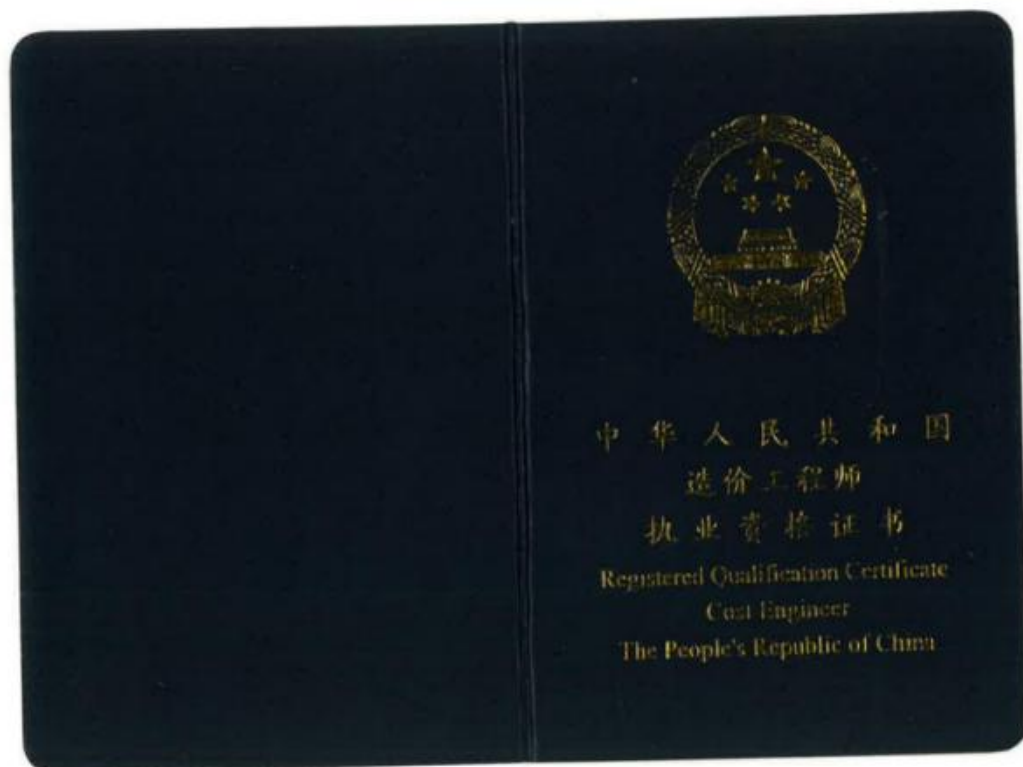 中华人民共和国
造价工程师
执业资格证书
Registered Qualification Certificate
Cost Engineer
The People's Republic of China